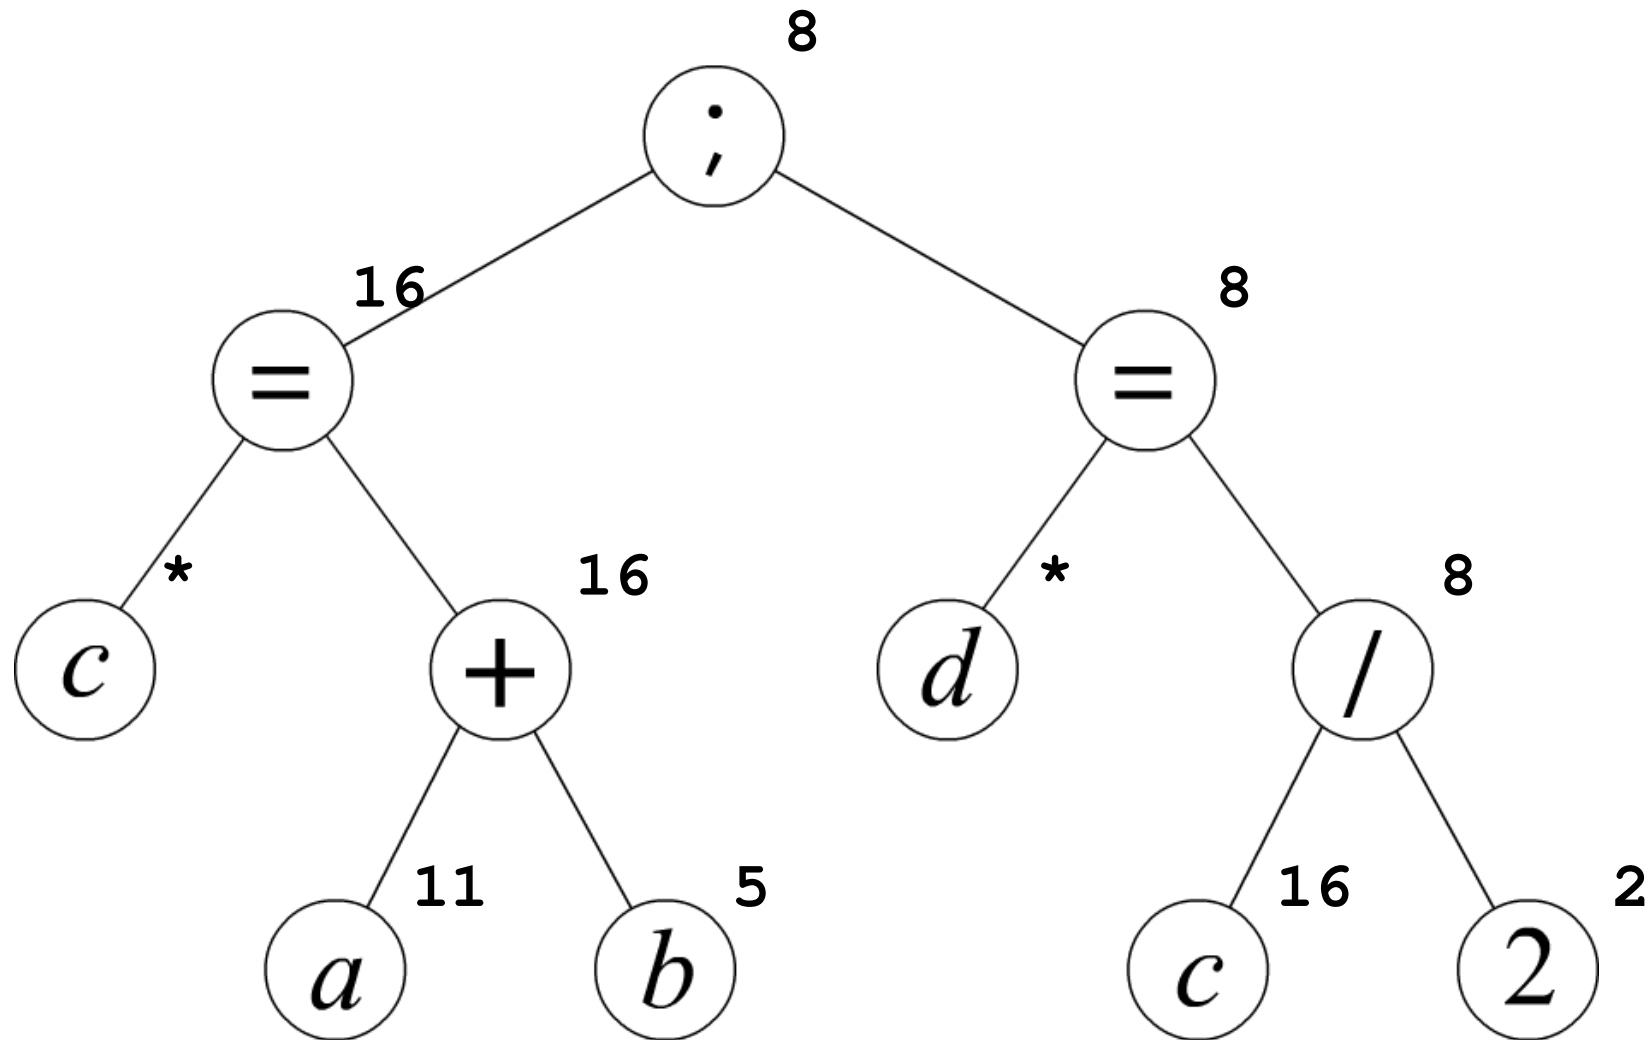 8
;
16 8
= =
* 16 * 8
c + d /
11 5 16 2
a b c 2